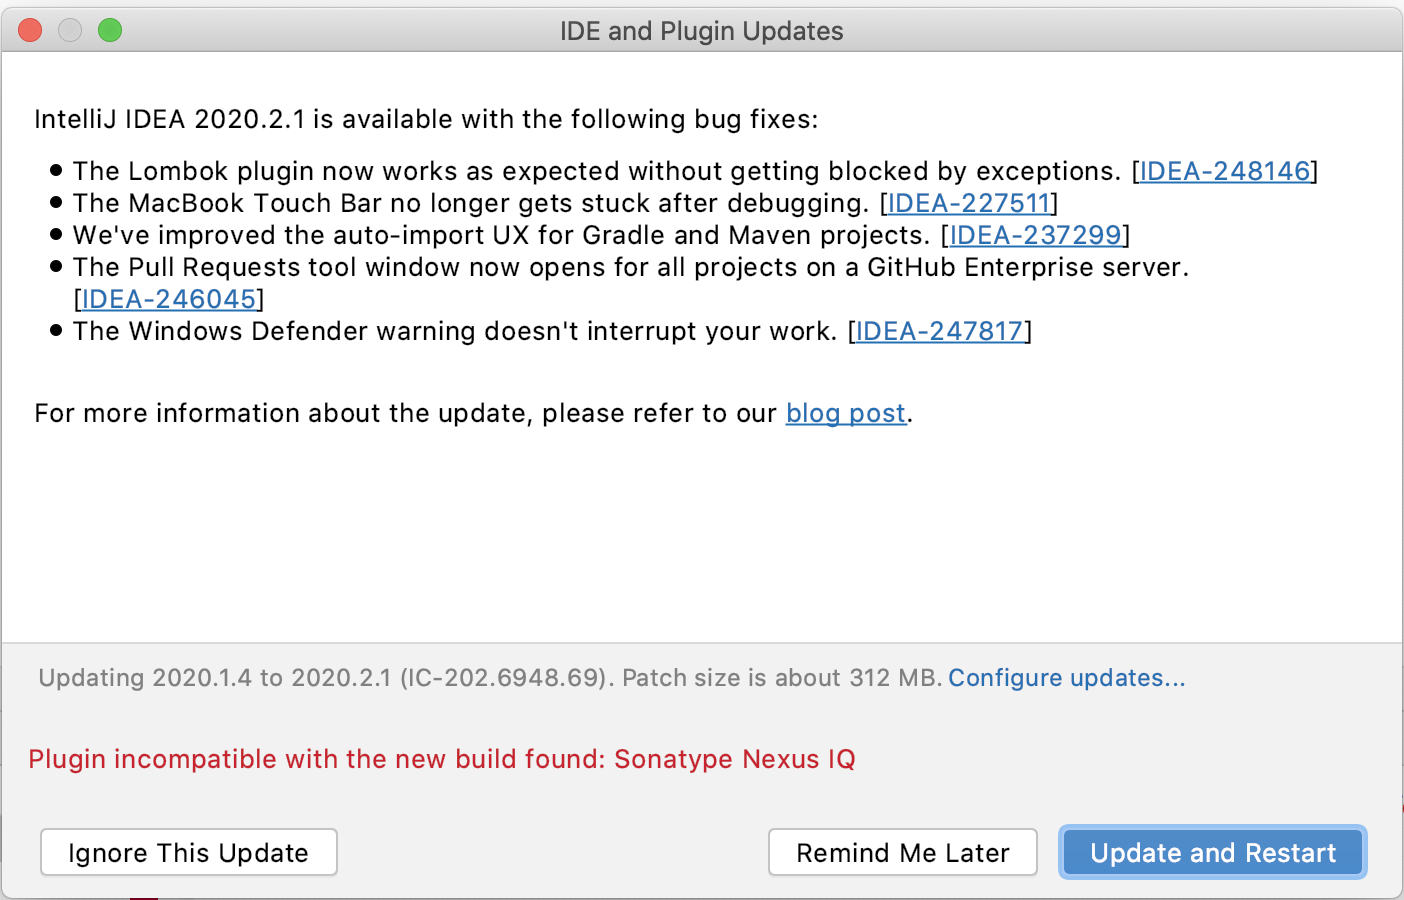 IDE and Plugin Updates
IntelliJ IDEA 2020.2.1 is available with the following bug fixes:
● The Lombok plugin now works as expected without getting blocked by exceptions. [IDEA-248146]
● The MacBook Touch Bar no longer gets stuck after debugging. [IDEA-227511]
● We've improved the auto-import UX for Gradle and Maven projects. [IDEA-237299]
● The Pull Requests tool window now opens for all projects on a GitHub Enterprise server.
[IDEA-246045]
● The Windows Defender warning doesn't interrupt your work. [IDEA-247817]
For more information about the update, please refer to our blog post.
Updating 2020.1.4 to 2020.2.1 (IC-202.6948.69). Patch size is about 312 MB. Configure updates...
Plugin incompatible with the new build found: Sonatype Nexus IQ
Ignore This Update
Remind Me Later
Update and Restart